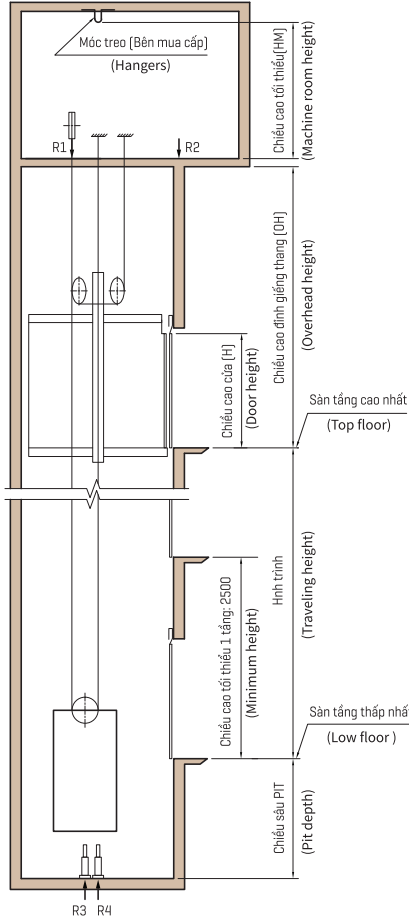 Móc treo [Bên mua cấp]
(Hangers)
Chiều cao tối thiểu[HM]
(Machine room height)
R1
R2
Chiều cao đỉnh giếng thang [OH]
(Overhead height)
Chiều cao cửa [H]
(Door height)
Sàn tầng cao nhất
(Top floor)
Chiều cao tối thiểu 1 tầng: 2500
(Minimum height)
Hnh trình
(Traveling height)
Sàn tầng thấp nhấ
(Low floor )
Chiều sâu PIT
(Pit depth)
R3
R4